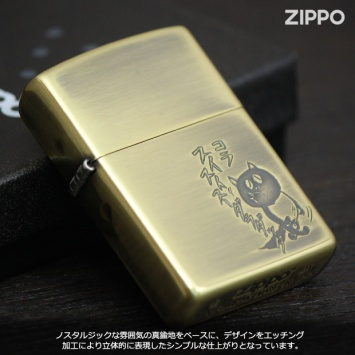 ZIPPO
コラ
ノスタルジックな雰囲気の真鍮地をベースに、デザインをエッチング
加工により立体的に表現したシンプルな仕上がりとなっています。